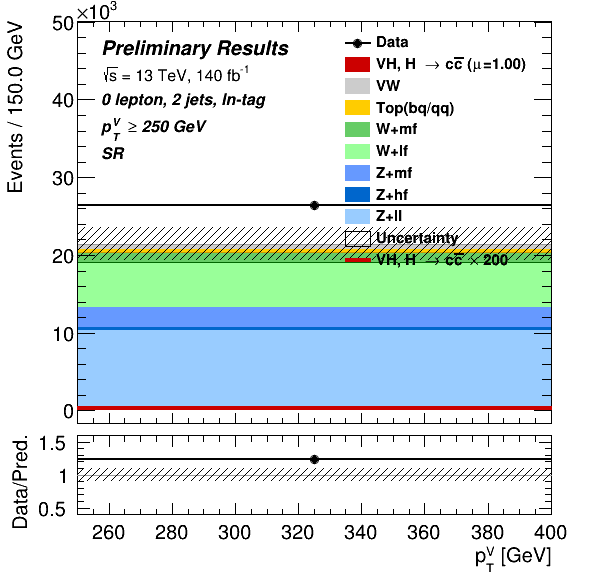 50×10³
Events / 150.0 GeV
40
30
20
10
0
Preliminary Results
√s = 13 TeV, 140 fb⁻¹
0 lepton, 2 jets, ln-tag
p_T^V ≥ 250 GeV
SR
Data
VH, H → cc̅ (μ=1.00)
VW
Top(bq/qq)
W+mf
W+lf
Z+mf
Z+hf
Z+ll
Uncertainty
VH, H → cc̅ × 200
Data/Pred.
1.5
1
0.5
260 280 300 320 340 360 380 400
p_T^V [GeV]